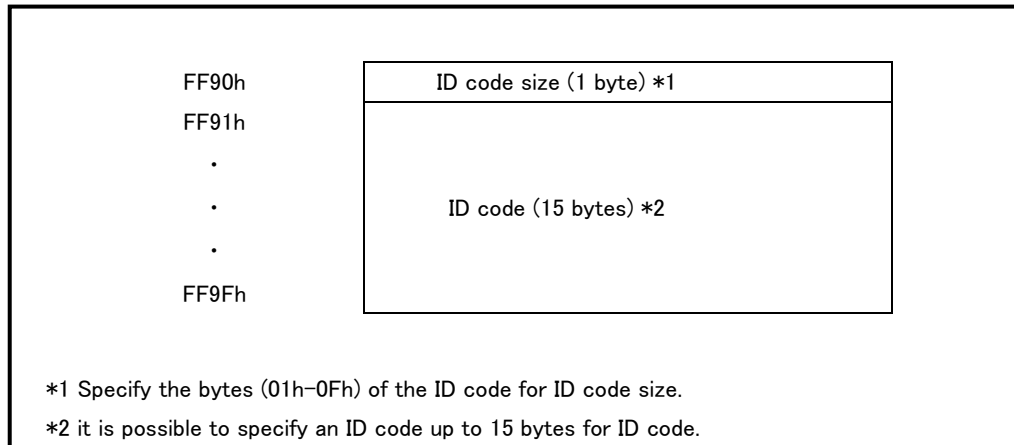 FF90h ID code size (1 byte) *1
FF91h
・
・ ID code (15 bytes) *2
・
FF9Fh
*1 Specify the bytes (01h-0Fh) of the ID code for ID code size.
*2 it is possible to specify an ID code up to 15 bytes for ID code.